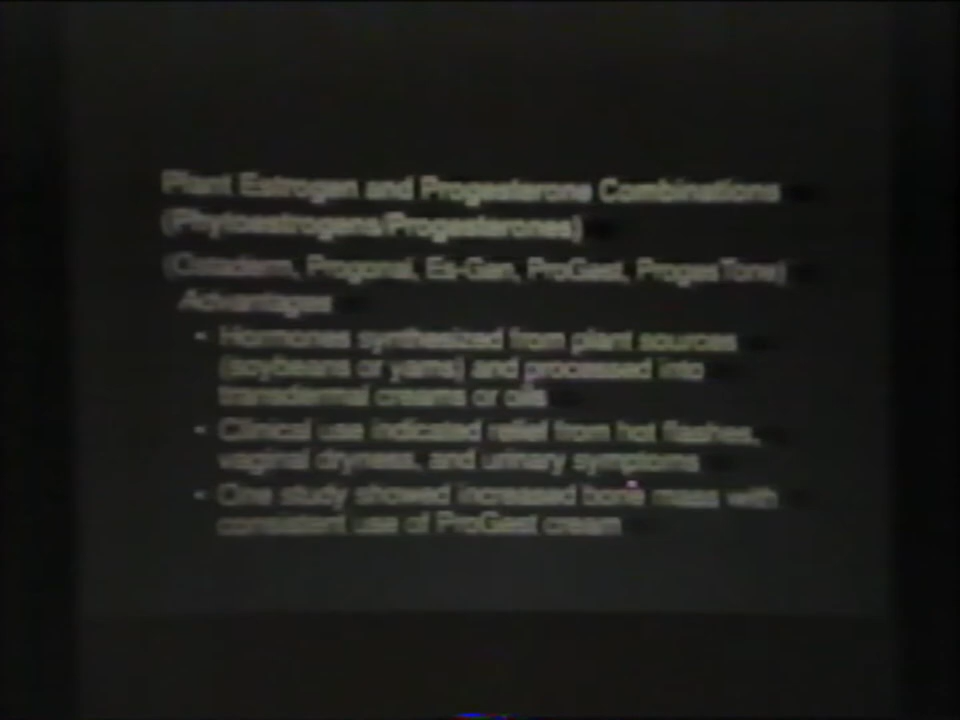 Plant Estrogen and Progesterone Combinations
(Phytoestrogens/Progesterones)
Progonal, Es-Gen, ProGest, ProgesTone)
Advantages
• Hormones synthesized from plant sources
(soybeans or yams) and processed into
transdermal creams or oils
• Clinical use indicated relief from hot flashes,
vaginal dryness, and urinary symptoms
• One study showed increased bone mass with
consistent use of ProGest cream